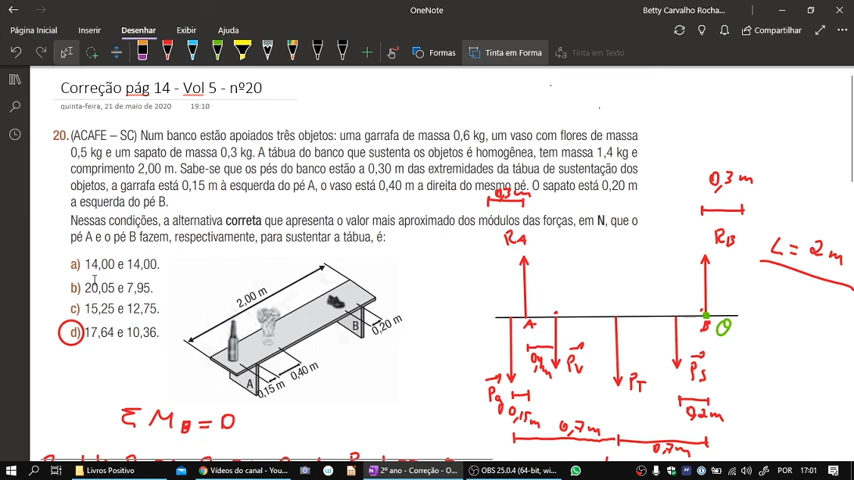 OneNote
Betty Carvalho Rocha...
Página Inicial
Inserir
Desenhar
Exibir
Ajuda
Compartilhar
Formas
Tinta em Forma
Tinta em Texto
Correção pág 14 - Vol 5 - nº20
quinta-feira, 21 de maio de 2020 19:10
20. (ACAFE – SC) Num banco estão apoiados três objetos: uma garrafa de massa 0,6 kg, um vaso com flores de massa
0,5 kg e um sapato de massa 0,3 kg. A tábua do banco que sustenta os objetos é homogênea, tem massa 1,4 kg e
comprimento 2,00 m. Sabe-se que os pés do banco estão a 0,30 m das extremidades da tábua de sustentação dos
objetos, a garrafa está 0,15 m à esquerda do pé A, o vaso está 0,40 m a direita do mesmo pé. O sapato está 0,20 m
a esquerda do pé B.
Nessas condições, a alternativa correta que apresenta o valor mais aproximado dos módulos das forças, em N, que o
pé A e o pé B fazem, respectivamente, para sustentar a tábua, é:
a) 14,00 e 14,00.
b) 20,05 e 7,95.
c) 15,25 e 12,75.
d) 17,64 e 10,36.
2,00 m
B
0,20 m
A
0,15 m
0,40 m
0,3m
0,3 m
RA
RB
L = 2 m
A
B
O
Pg
PV
PT
PS
0,15m
0,2m
0,7 m
0,7m
Σ MB = 0
Livros Positivo
Vídeos do canal - You...
2º ano - Correção - O...
OBS 25.0.4 (64-bit, wi...
POR
17:01